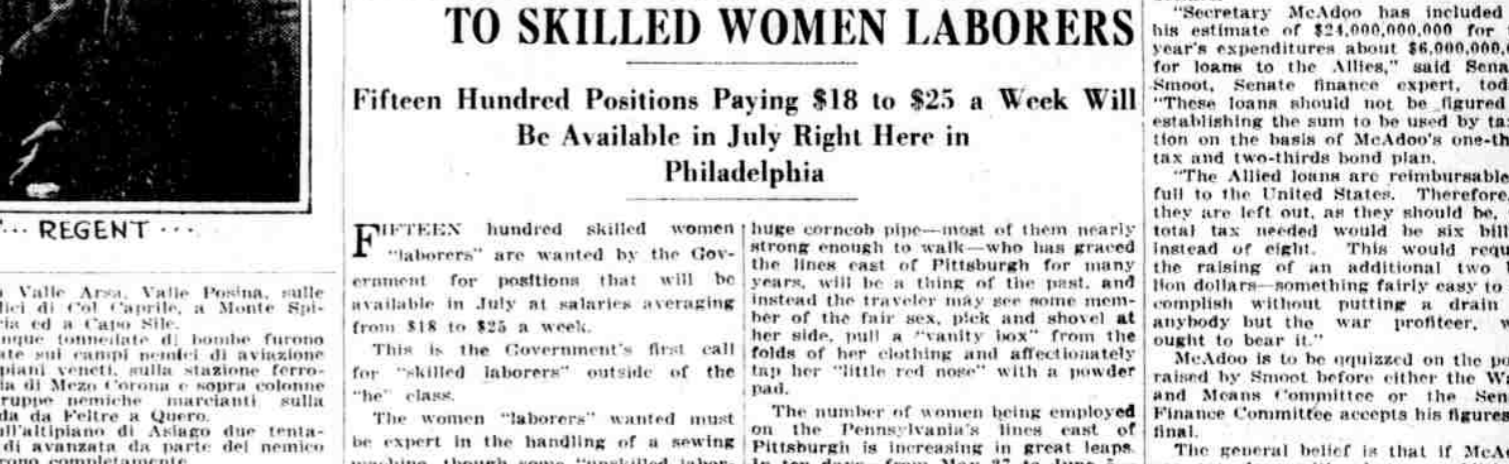 TO SKILLED WOMEN LABORERS
Fifteen Hundred Positions Paying $18 to $25 a Week Will
Be Available in July Right Here in
Philadelphia
REGENT
Valle Arsa, Valle Posina, sulle
di Col Caprile, a Monte Spi-
ed a Capo Sile.
tonnellate di bombe furono
sui campi nemici di aviazione
piani veneti, sulla stazione ferro-
di Mezo Corona e sopra colonne
nemiche marcianti sulla
da Feltre a Quero.
all'altipiano di Asiago due tenta-
di avanzata da parte del nemico
completamente
FIFTEEN hundred skilled women
"laborers" are wanted by the Gov-
ernment for positions that will be
available in July at salaries averaging
from $18 to $25 a week.
This is the Government's first call
for "skilled laborers" outside of the
"he" class.
The women "laborers" wanted must
be expert in the handling of a sewing
machine, though some "unskilled labor-
huge corncob pipe—most of them nearly
strong enough to walk—who has graced
the lines east of Pittsburgh for many
years, will be a thing of the past, and
instead the traveler may see some mem-
ber of the fair sex, pick and shovel at
her side, pull a "vanity box" from the
folds of her clothing and affectionately
tap her "little red nose" with a powder
pad.
The number of women being employed
on the Pennsylvania's lines east of
Pittsburgh is increasing in great leaps.
In ten days, from May 27 to June
"Secretary McAdoo has included
his estimate of $24,000,000,000 for
year's expenditures about $6,000,000,
for loans to the Allies," said Sena
Smoot, Senate finance expert, tod
"These loans should not be figured
establishing the sum to be used by ta
tion on the basis of McAdoo's one-th
tax and two-thirds bond plan.
"The Allied loans are reimbursable
full to the United States. Therefore,
they are left out, as they should be,
total tax needed would be six bill
instead of eight. This would requ
the raising of an additional two
lion dollars—something fairly easy to
complish without putting a drain
anybody but the war profiteer,
ought to bear it."
McAdoo is to be qquizzed on the po
raised by Smoot before either the Wa
and Means Committee or the Sen
Finance Committee accepts his figures
final.
The general belief is that if McA